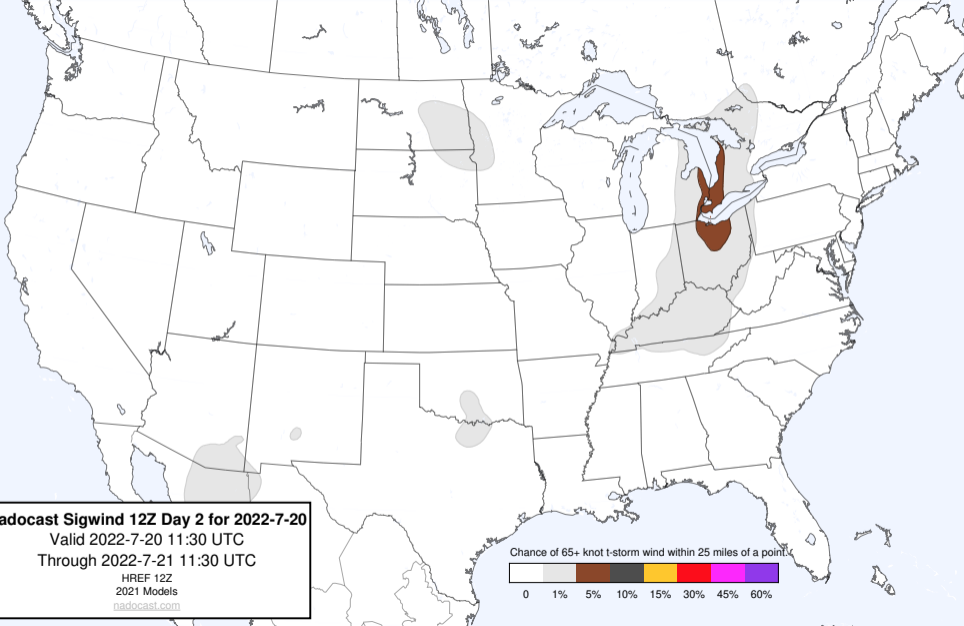 adocast Sigwind 12Z Day 2 for 2022-7-20
Valid 2022-7-20 11:30 UTC
Through 2022-7-21 11:30 UTC
HREF 12Z
2021 Models
nadocast.com
Chance of 65+ knot t-storm wind within 25 miles of a point.
0 1% 5% 10% 15% 30% 45% 60%